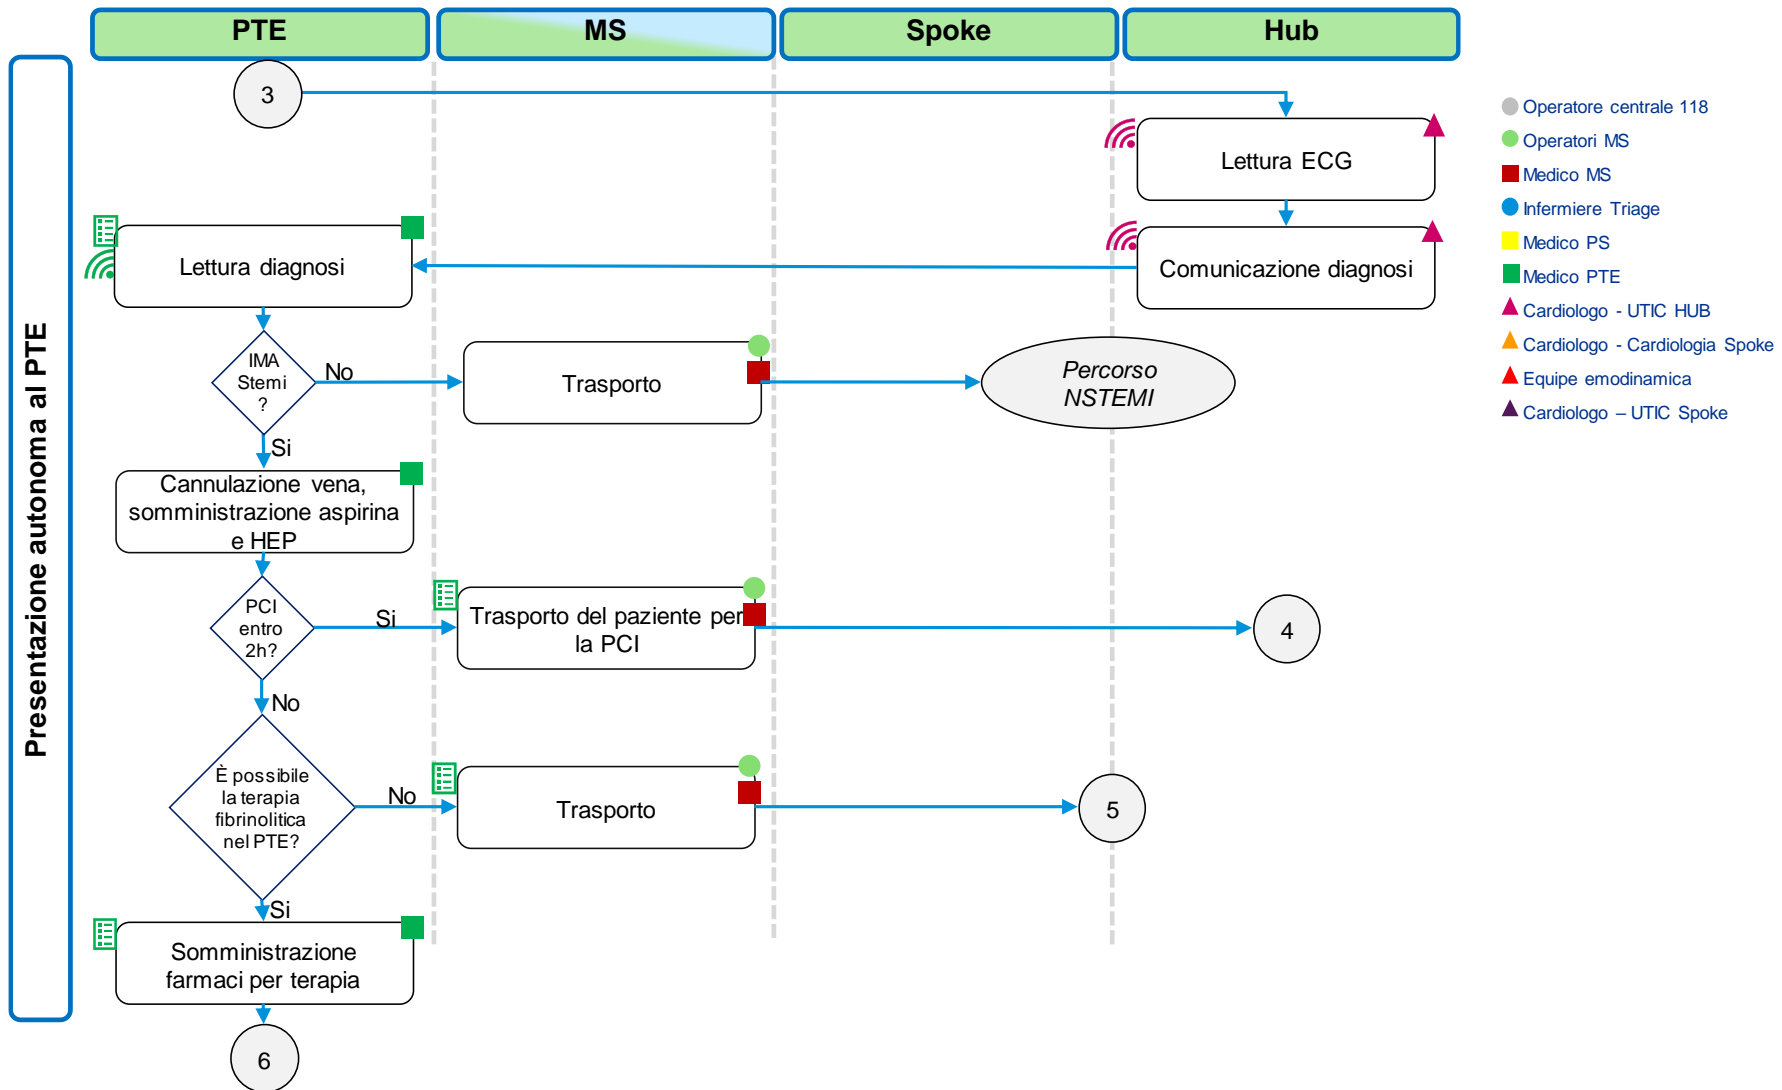 PTE
MS
Spoke
Hub
Presentazione autonoma al PTE
3
Lettura ECG
Lettura diagnosi
Comunicazione diagnosi
IMA
Stemi
?
No
Trasporto
Percorso
NSTEMI
Si
Cannulazione vena,
somministrazione aspirina
e HEP
PCI
entro
2h?
Si
Trasporto del paziente per
la PCI
4
No
È possibile
la terapia
fibrinolitica
nel PTE?
No
Trasporto
5
Si
Somministrazione
farmaci per terapia
6
Operatore centrale 118
Operatori MS
Medico MS
Infermiere Triage
Medico PS
Medico PTE
Cardiologo - UTIC HUB
Cardiologo - Cardiologia Spoke
Equipe emodinamica
Cardiologo – UTIC Spoke